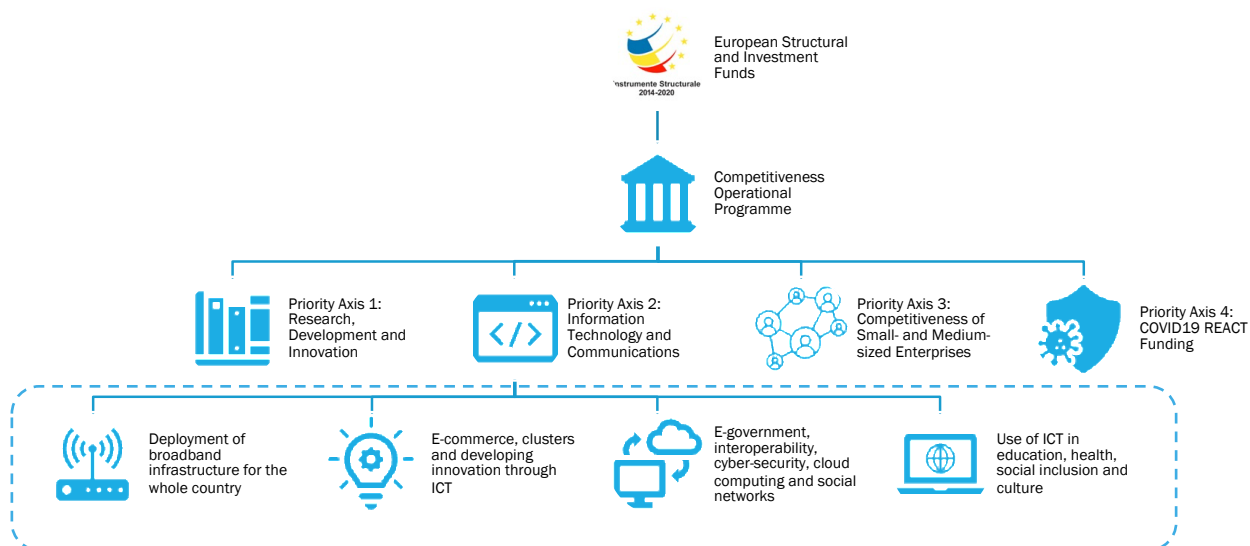 European Structural
and Investment
Funds
Instrumente Structurale
2014-2020
Competitiveness
Operational
Programme
Priority Axis 1:
Research,
Development and
Innovation
Priority Axis 2:
Information
Technology and
Communications
Priority Axis 3:
Competitiveness of
Small- and Medium-
sized Enterprises
Priority Axis 4:
COVID19 REACT
Funding
Deployment of
broadband
infrastructure for the
whole country
E-commerce, clusters
and developing
innovation through
ICT
E-government,
interoperability,
cyber-security, cloud
computing and social
networks
Use of ICT in
education, health,
social inclusion and
culture